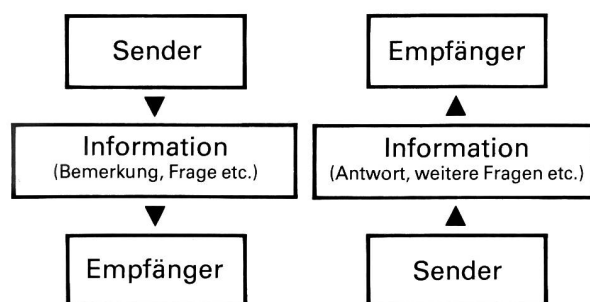 Sender
Information
(Bemerkung, Frage etc.)
Empfänger
Empfänger
Information
(Antwort, weitere Fragen etc.)
Sender